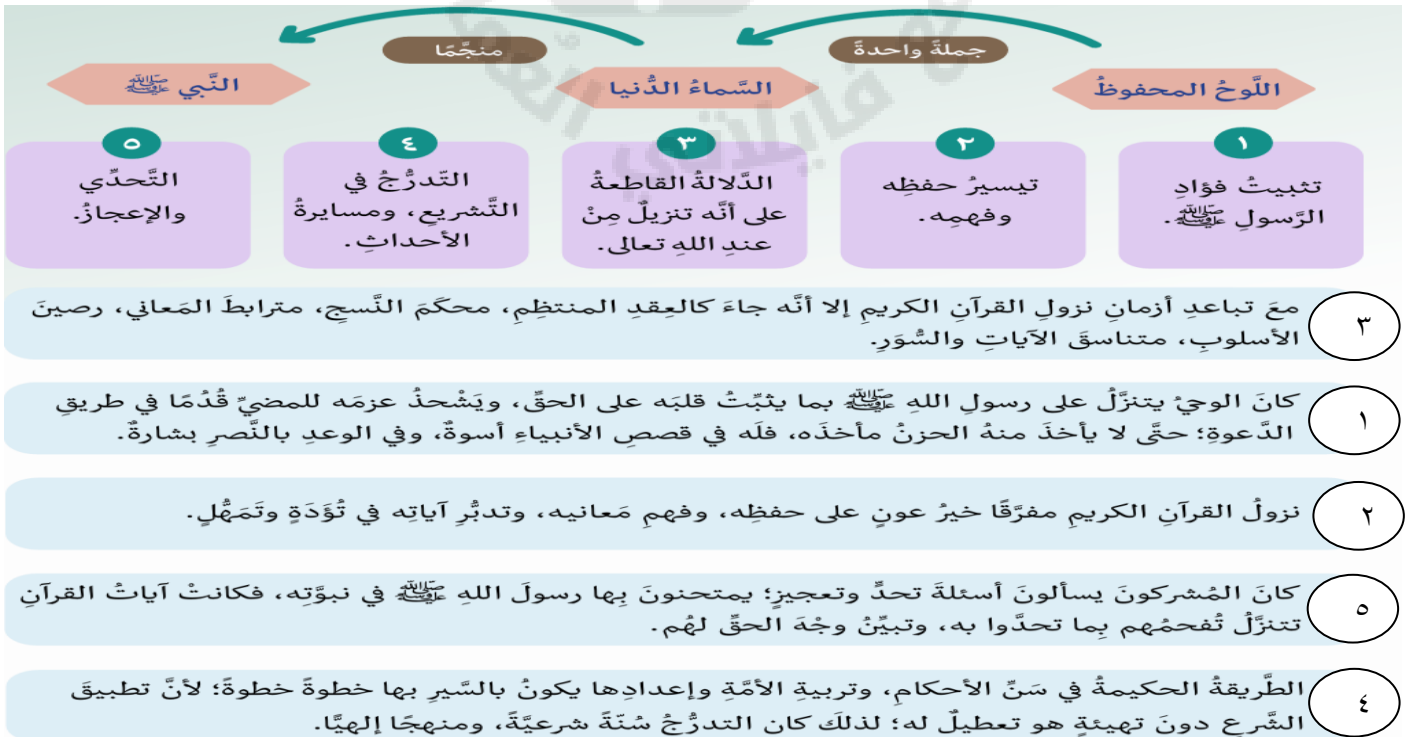 جملةً واحدةً
منجَّمًا
اللَّوحُ المحفوظُ
السَّماءُ الدُّنيا
النَّبي ﷺ
١
تثبيتُ فؤادِ
الرَّسولِ ﷺ.
٢
تيسيرُ حفظِه
وفهمِه.
٣
الدَّلالةُ القاطعةُ
على أنَّه تنزيلٌ مِنْ
عندِ اللهِ تعالى.
٤
التّدرُّجُ في
التَّشريعِ، ومسايرةُ
الأحداثِ.
٥
التَّحدِّي
والإعجازُ.
٣
معَ تباعدِ أزمانِ نزولِ القرآنِ الكريمِ إلا أنَّه جاءَ كالعِقدِ المنتظِمِ، محكَمَ النَّسجِ، مترابطَ المَعاني، رصينَ
الأسلوبِ، متناسقَ الآياتِ والسُّوَرِ.
١
كانَ الوحيُ يتنزَّلُ على رسولِ اللهِ ﷺ بما يثبِّتُ قلبَه على الحقِّ، ويَشْحذُ عزمَه للمضيِّ قُدُمًا في طريقِ
الدَّعوةِ؛ حتَّى لا يأخذَ منهُ الحزنُ مأخذَه، فلَه في قصصِ الأنبياءِ أسوةٌ، وفي الوعدِ بالنَّصرِ بشارةٌ.
٢
نزولُ القرآنِ الكريمِ مفرَّقًا خيرُ عونٍ على حفظِه، وفهمِ مَعانيه، وتدبُّرِ آياتِه في تُؤَدَةٍ وتَمَهُّلٍ.
٥
كانَ المُشركونَ يسألونَ أسئلةَ تحدٍّ وتعجيزٍ؛ يمتحنونَ بِها رسولَ اللهِ ﷺ في نبوَّتِه، فكانتْ آياتُ القرآنِ
تتنزَّلُ تُفحمُهم بِما تحدَّوا به، وتبيِّنُ وجْهَ الحقِّ لهُم.
٤
الطَّريقةُ الحكيمةُ في سَنِّ الأحكامِ، وتربيةِ الأمَّةِ وإعدادِها يكونُ بالسَّيرِ بها خطوةً خطوةً؛ لأنَّ تطبيقَ
الشَّرعِ دونَ تهيئةٍ هو تعطيلٌ له؛ لذلكَ كان التدرُّجُ سُنّةً شرعيَّةً، ومنهجًا إلهيًّا.